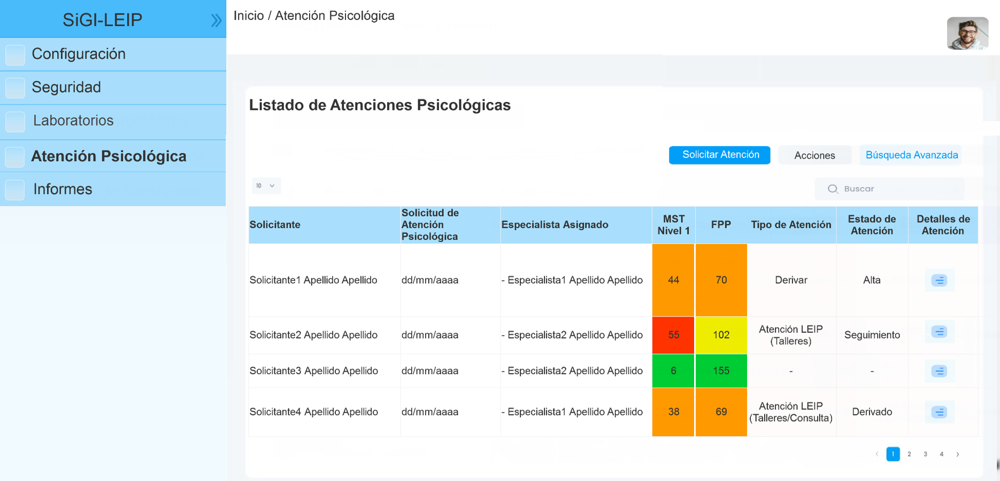 SiGI-LEIP
Configuración
Seguridad
Laboratorios
Atención Psicológica
Informes
Inicio / Atención Psicológica
Listado de Atenciones Psicológicas
Solicitar Atención
Acciones
Búsqueda Avanzada
10
Buscar
Solicitante
Solicitud de
Atención
Psicológica
Especialista Asignado
MST
Nivel 1
FPP
Tipo de Atención
Estado de
Atención
Detalles de
Atención
Solicitante1 Apellido Apellido
dd/mm/aaaa
- Especialista1 Apellido Apellido
44
70
Derivar
Alta
Solicitante2 Apellido Apellido
dd/mm/aaaa
- Especialista2 Apellido Apellido
55
102
Atención LEIP
(Talleres)
Seguimiento
Solicitante3 Apellido Apellido
dd/mm/aaaa
- Especialista2 Apellido Apellido
6
155
-
-
Solicitante4 Apellido Apellido
dd/mm/aaaa
- Especialista1 Apellido Apellido
38
69
Atención LEIP
(Talleres/Consulta)
Derivado
1 2 3 4